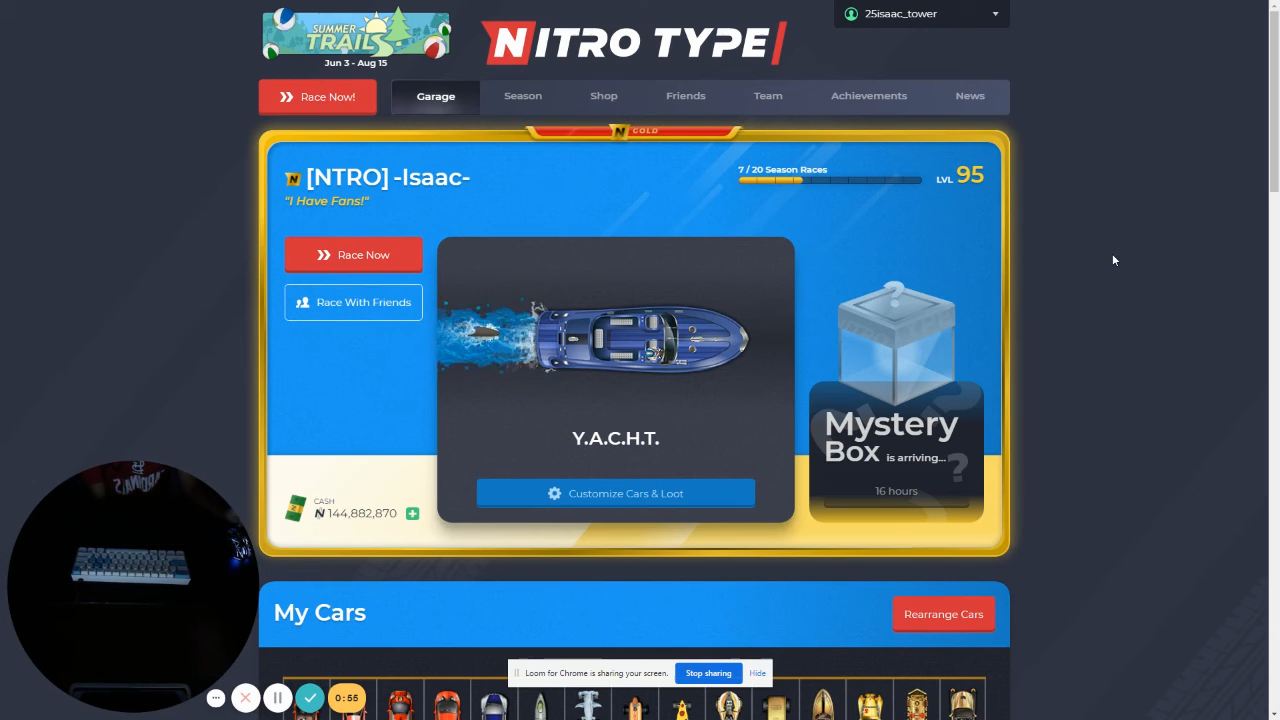 SUMMER
TRAILS
Jun 3 - Aug 15
NITRO TYPE
25isaac_tower
Race Now!
Garage
Season
Shop
Friends
Team
Achievements
News
N GOLD
[NTRO] -Isaac-
"I Have Fans!"
7 / 20 Season Races
LVL 95
Race Now
Race With Friends
Y.A.C.H.T.
Customize Cars & Loot
Mystery
Box is arriving...
?
16 hours
CASH
N 144,882,870
My Cars
Rearrange Cars
Loom for Chrome is sharing your screen.
Stop sharing
Hide
0:55